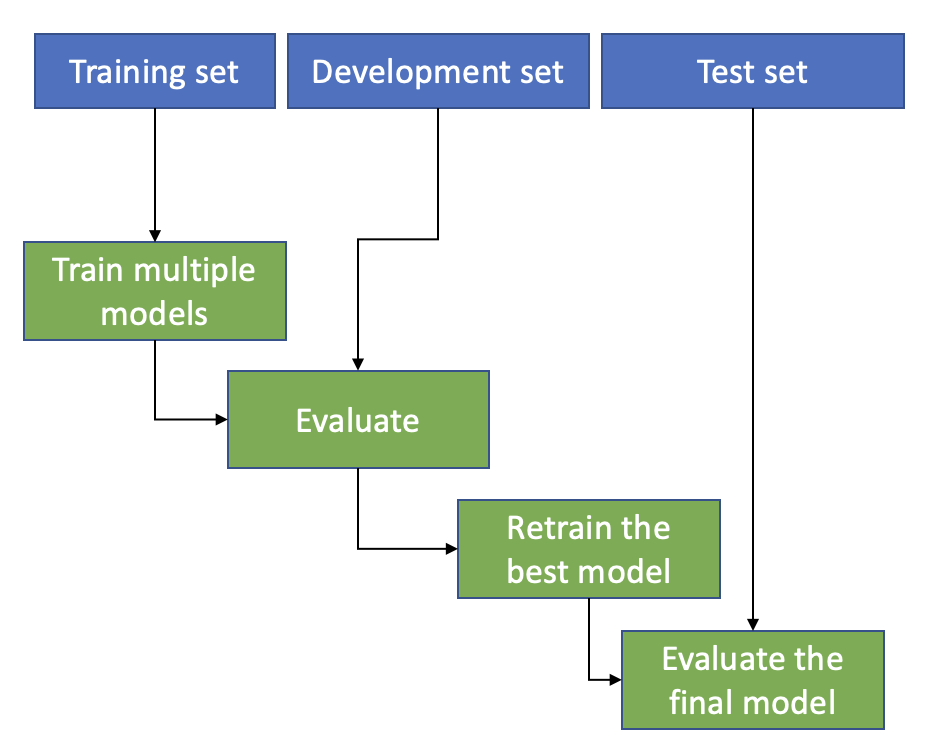 Training set
Development set
Test set
Train multiple
models
Evaluate
Retrain the
best model
Evaluate the
final model